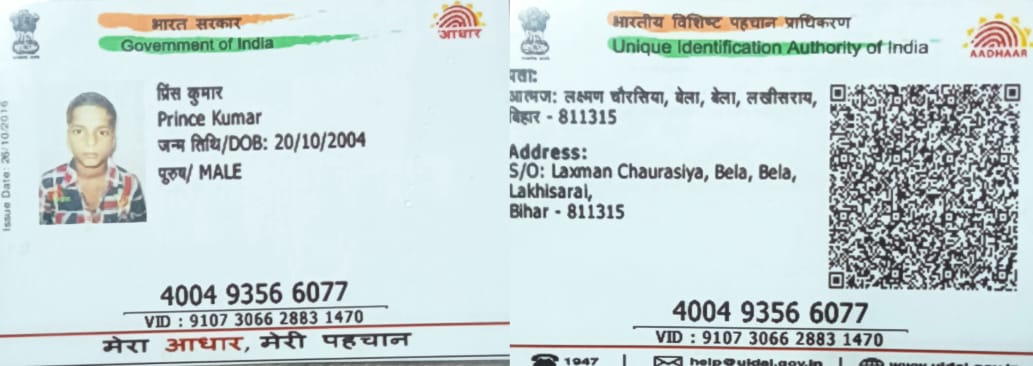 भारत सरकार
Government of India
आधार
Issue Date: 26/10/2016
प्रिंस कुमार
Prince Kumar
जन्म तिथि/DOB: 20/10/2004
पुरुष/ MALE
4004 9356 6077
VID : 9107 3066 2883 1470
मेरा आधार, मेरी पहचान
भारतीय विशिष्ट पहचान प्राधिकरण
Unique Identification Authority of India
AADHAAR
पता:
आत्मज: लक्ष्मण चौरसिया, बेला, बेला, लखीसराय,
बिहार - 811315
Address:
S/O: Laxman Chaurasiya, Bela, Bela,
Lakhisarai,
Bihar - 811315
4004 9356 6077
VID : 9107 3066 2883 1470
1947 | help@uidai.gov.in |